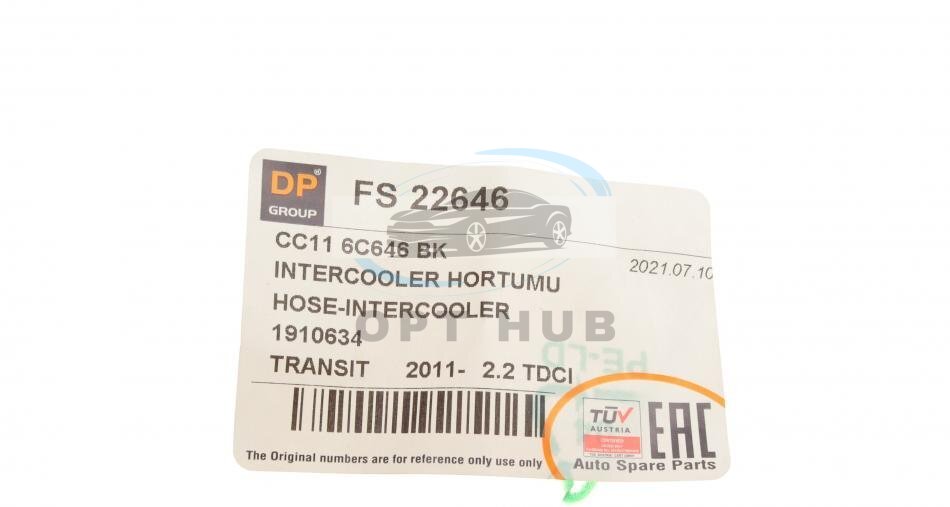 DP®
GROUP
FS 22646
CC11 6C646 BK
2021.07.10
INTERCOOLER HORTUMU
HOSE-INTERCOOLER
OPT HUB
1910634
TRANSIT 2011- 2.2 TDCI
TÜV
AUSTRIA
CERTIFIED
EAC
The Original numbers are for reference only use only
Auto Spare Parts